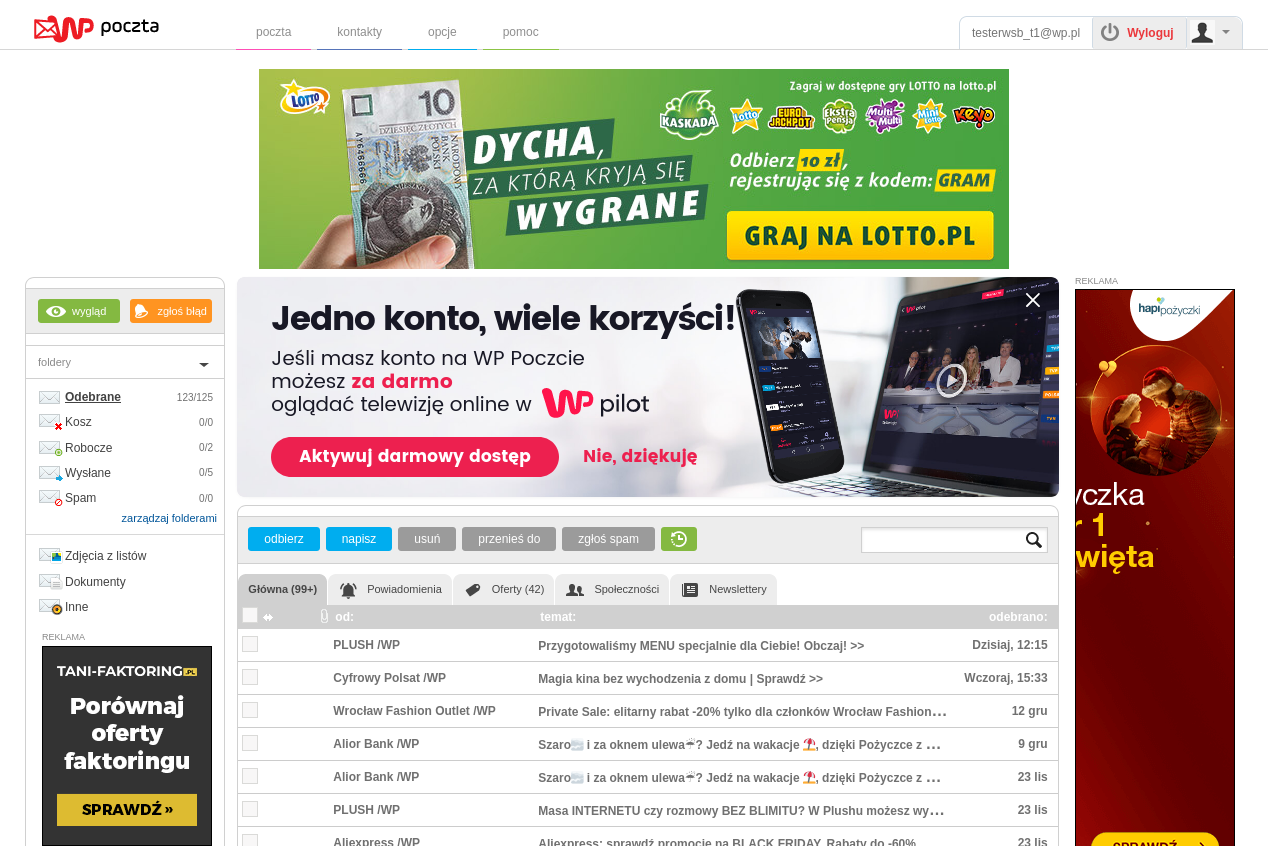 WP poczta
poczta kontakty opcje pomoc
testerwsb_t1@wp.pl Wyloguj
LOTTO
10
DZIESIĘĆ ZŁOTYCH
NARODOWY BANK POLSKI
AY6466666
MIESZKO I
DYCHA,
ZA KTÓRĄ KRYJĄ SIĘ
WYGRANE
Zagraj w dostępne gry LOTTO na lotto.pl
KASKADA Lotto EURO JACKPOT Ekstra Pensja Multi Multi Mini Lotto Keno
Odbierz 10 zł,
rejestrując się z kodem: GRAM
GRAJ NA LOTTO.PL
wygląd zgłoś błąd
foldery
Odebrane 123/125
Kosz 0/0
Robocze 0/2
Wysłane 0/5
Spam 0/0
zarządzaj folderami
Zdjęcia z listów
Dokumenty
Inne
REKLAMA
TANI-FAKTORING.PL
Porównaj
oferty
faktoringu
SPRAWDŹ »
Jedno konto, wiele korzyści!
Jeśli masz konto na WP Poczcie
możesz za darmo
oglądać telewizję online w WP pilot
Aktywuj darmowy dostęp Nie, dziękuję
odbierz napisz usuń przenieś do zgłoś spam
Główna (99+) Powiadomienia Oferty (42) Społeczności Newslettery
od: temat: odebrano:
PLUSH /WP Przygotowaliśmy MENU specjalnie dla Ciebie! Obczaj! >> Dzisiaj, 12:15
Cyfrowy Polsat /WP Magia kina bez wychodzenia z domu | Sprawdź >> Wczoraj, 15:33
Wrocław Fashion Outlet /WP Private Sale: elitarny rabat -20% tylko dla członków Wrocław Fashion... 12 gru
Alior Bank /WP Szaro🌫 i za oknem ulewa☔? Jedź na wakacje ⛱, dzięki Pożyczce z ... 9 gru
Alior Bank /WP Szaro🌫 i za oknem ulewa☔? Jedź na wakacje ⛱, dzięki Pożyczce z ... 23 lis
PLUSH /WP Masa INTERNETU czy rozmowy BEZ BLIMITU? W Plushu możesz wy... 23 lis
Aliexpress /WP Aliexpress: sprawdź promocje na BLACK FRIDAY. Rabaty do -60% 23 lis
REKLAMA
hapipożyczki
yczka
r 1
więta
SPRAWDŹ